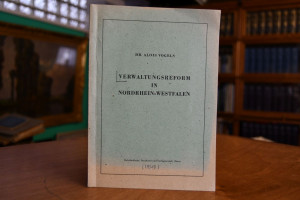 DR. ALOIS VOGELS
VERWALTUNGSREFORM
IN
NORDRHEIN-WESTFALEN